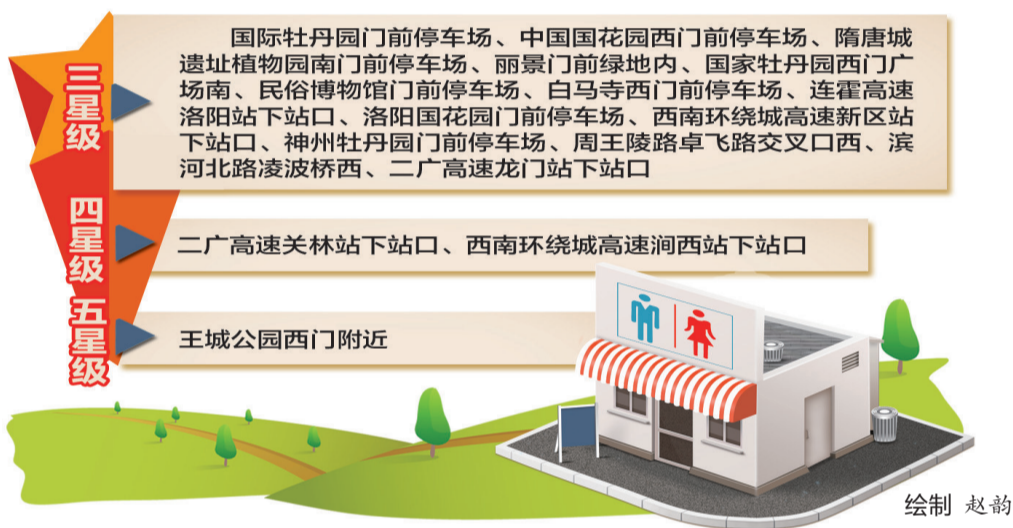 三星级
国际牡丹园门前停车场、中国国花园西门前停车场、隋唐城
遗址植物园南门前停车场、丽景门前绿地内、国家牡丹园西门广
场南、民俗博物馆门前停车场、白马寺西门前停车场、连霍高速
洛阳站下站口、洛阳国花园门前停车场、西南环绕城高速新区站
下站口、神州牡丹园门前停车场、周王陵路卓飞路交叉口西、滨
河北路凌波桥西、二广高速龙门站下站口
四星级
二广高速关林站下站口、西南环绕城高速涧西站下站口
五星级
王城公园西门附近
绘制 赵韵